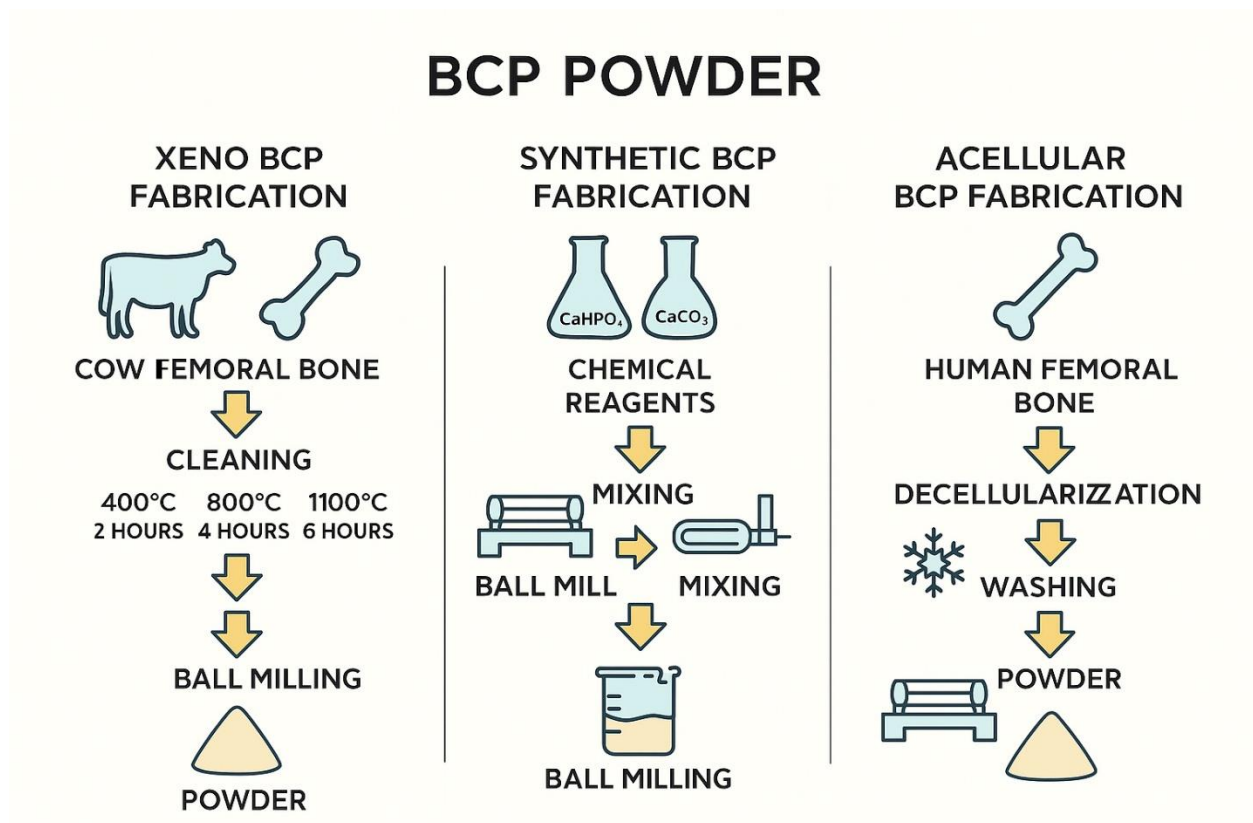 BCP POWDER
XENO BCP
FABRICATION
COW FEMORAL BONE
CLEANING
400°C 800°C 1100°C
2 HOURS 4 HOURS 6 HOURS
BALL MILLING
POWDER
SYNTHETIC BCP
FABRICATION
CaHPO₄ CaCO₃
CHEMICAL
REAGENTS
MIXING
BALL MILL MIXING
BALL MILLING
ACELLULAR
BCP FABRICATION
HUMAN FEMORAL
BONE
DECELLULARIZZATION
WASHING
POWDER